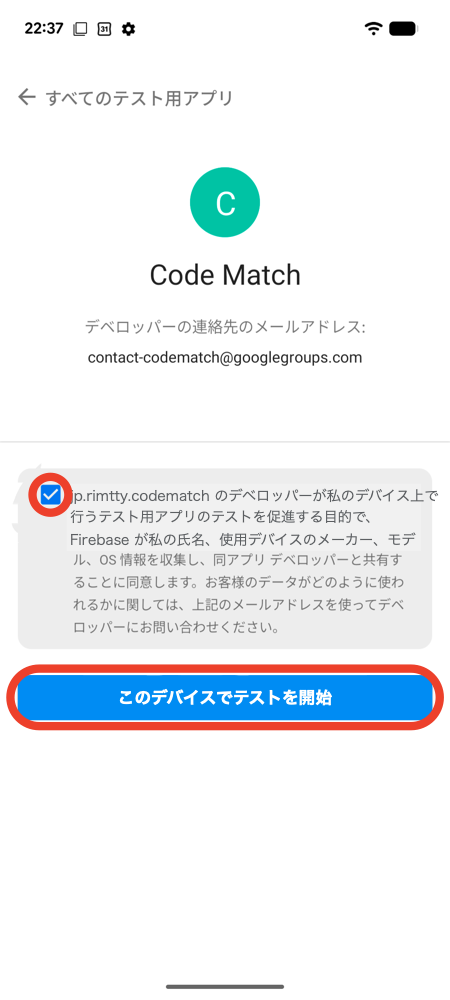 22:37 31
← すべてのテスト用アプリ
C
Code Match
デベロッパーの連絡先のメールアドレス:
contact-codematch@googlegroups.com
jp.rimtty.codematch のデベロッパーが私のデバイス上で
行うテスト用アプリのテストを促進する目的で、
Firebase が私の氏名、使用デバイスのメーカー、モデ
ル、OS 情報を収集し、同アプリ デベロッパーと共有す
ることに同意します。お客様のデータがどのように使わ
れるかに関しては、上記のメールアドレスを使ってデベ
ロッパーにお問い合わせください。
このデバイスでテストを開始